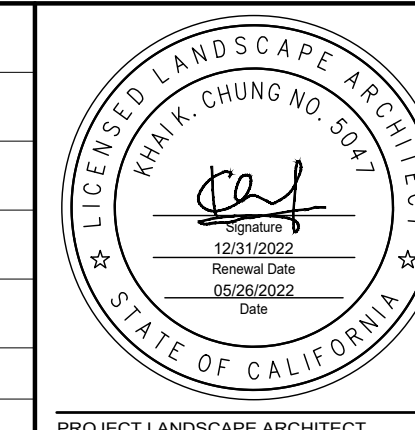 LICENSED LANDSCAPE ARCHITECT
KHAI K. CHUNG NO. 5047
Signature
12/31/2022
Renewal Date
05/26/2022
Date
STATE OF CALIFORNIA
PROJECT LANDSCAPE ARCHITECT